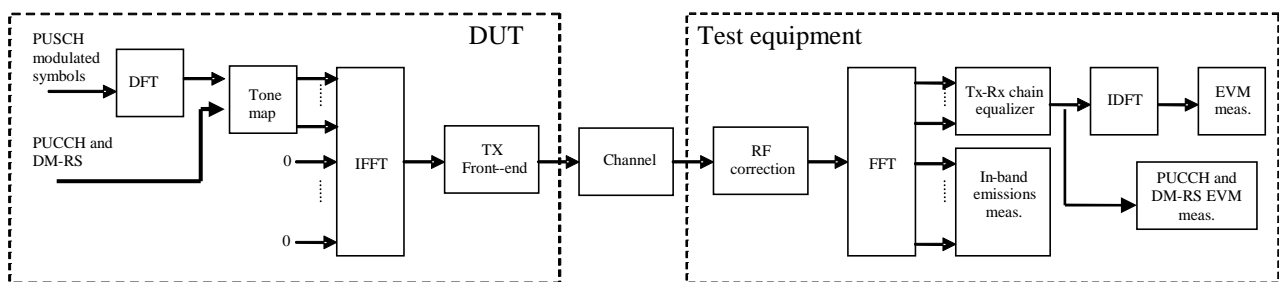 DUT
Test equipment
PUSCH
modulated
symbols
DFT
Tone
map
PUCCH and
DM-RS
0
0
IFFT
TX
Front--end
Channel
RF
correction
FFT
Tx-Rx chain
equalizer
IDFT
EVM
meas.
In-band
emissions
meas.
PUCCH and
DM-RS EVM
meas.